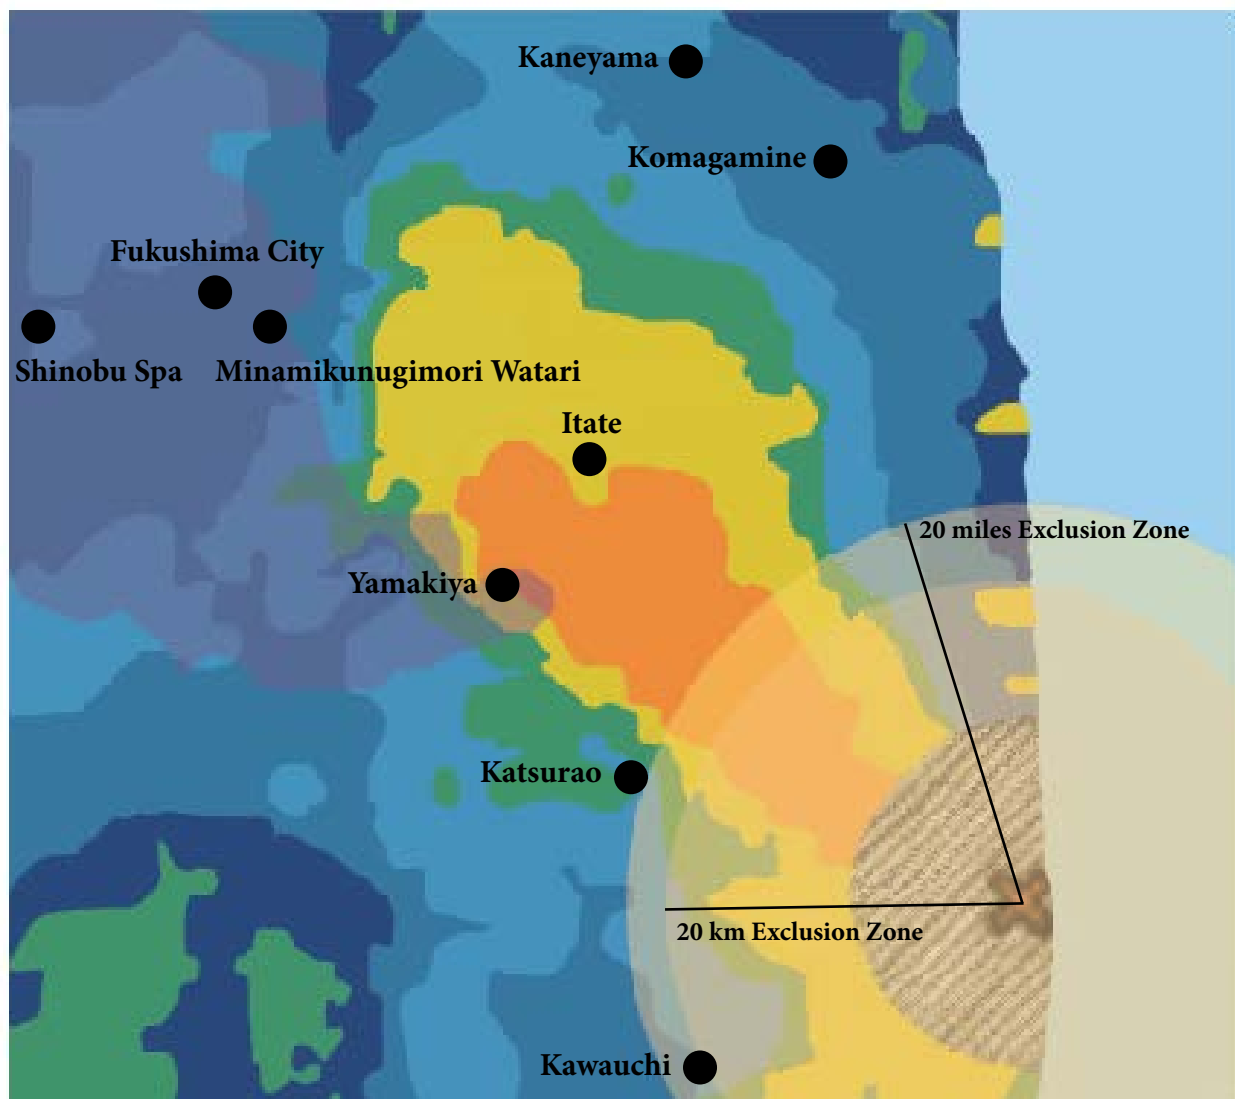 Kaneyama
Komagamine
Fukushima City
Shinobu Spa
Minamikunugimori Watari
Itate
20 miles Exclusion Zone
Yamakiya
Katsurao
20 km Exclusion Zone
Kawauchi